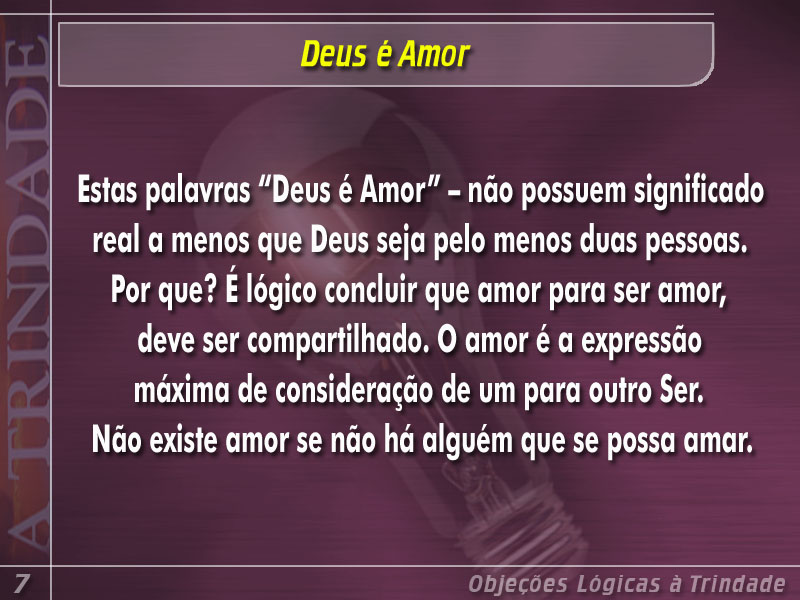 Deus é Amor
Estas palavras “Deus é Amor” – não possuem significado
real a menos que Deus seja pelo menos duas pessoas.
Por que? É lógico concluir que amor para ser amor,
deve ser compartilhado. O amor é a expressão
máxima de consideração de um para outro Ser.
Não existe amor se não há alguém que se possa amar.
A TRINDADE
7
Objeções Lógicas à Trindade